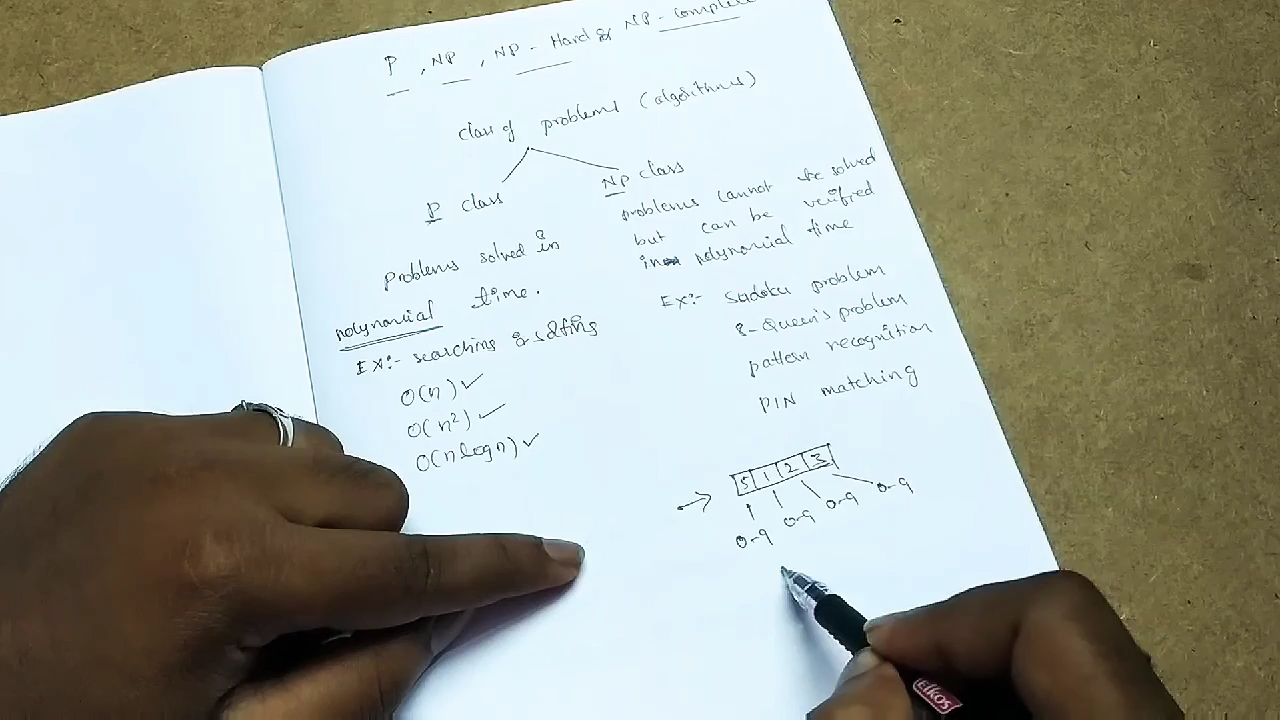 P , NP , NP - Hard & NP - complete
class of problems (algorithms)
P class
NP class
problems solved in
polynomial time.
Ex:- searching & sorting
O(n) ✓
O(n²) ✓
O(n log n) ✓
problems cannot be solved
but can be verified
in polynomial time
Ex:- Sudoku problem
8-Queen's problem
pattern recognition
PIN matching
→ 5 1 2 3
0-9 0-9 0-9 0-9
Elkos